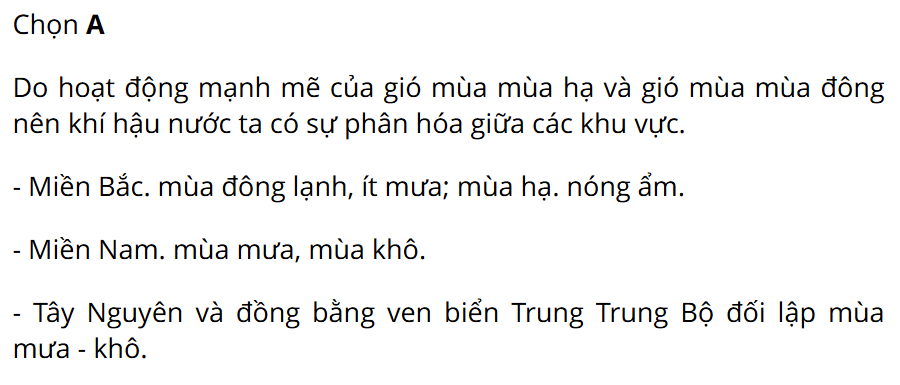 Chọn A
Do hoạt động mạnh mẽ của gió mùa mùa hạ và gió mùa mùa đông
nên khí hậu nước ta có sự phân hóa giữa các khu vực.
- Miền Bắc. mùa đông lạnh, ít mưa; mùa hạ. nóng ẩm.
- Miền Nam. mùa mưa, mùa khô.
- Tây Nguyên và đồng bằng ven biển Trung Trung Bộ đối lập mùa
mưa - khô.